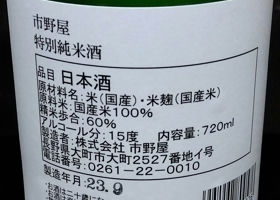 市野屋
特別純米酒
品目 日本酒
原材料名：米（国産）・米麹（国産米）
原料米：国産米100％
精米歩合：60％
アルコール分：15度 内容量：720ml
製造者：株式会社 市野屋
長野県大町市大町2527番地イ号
電話番号：0261-22-0010
製造年月：23.9